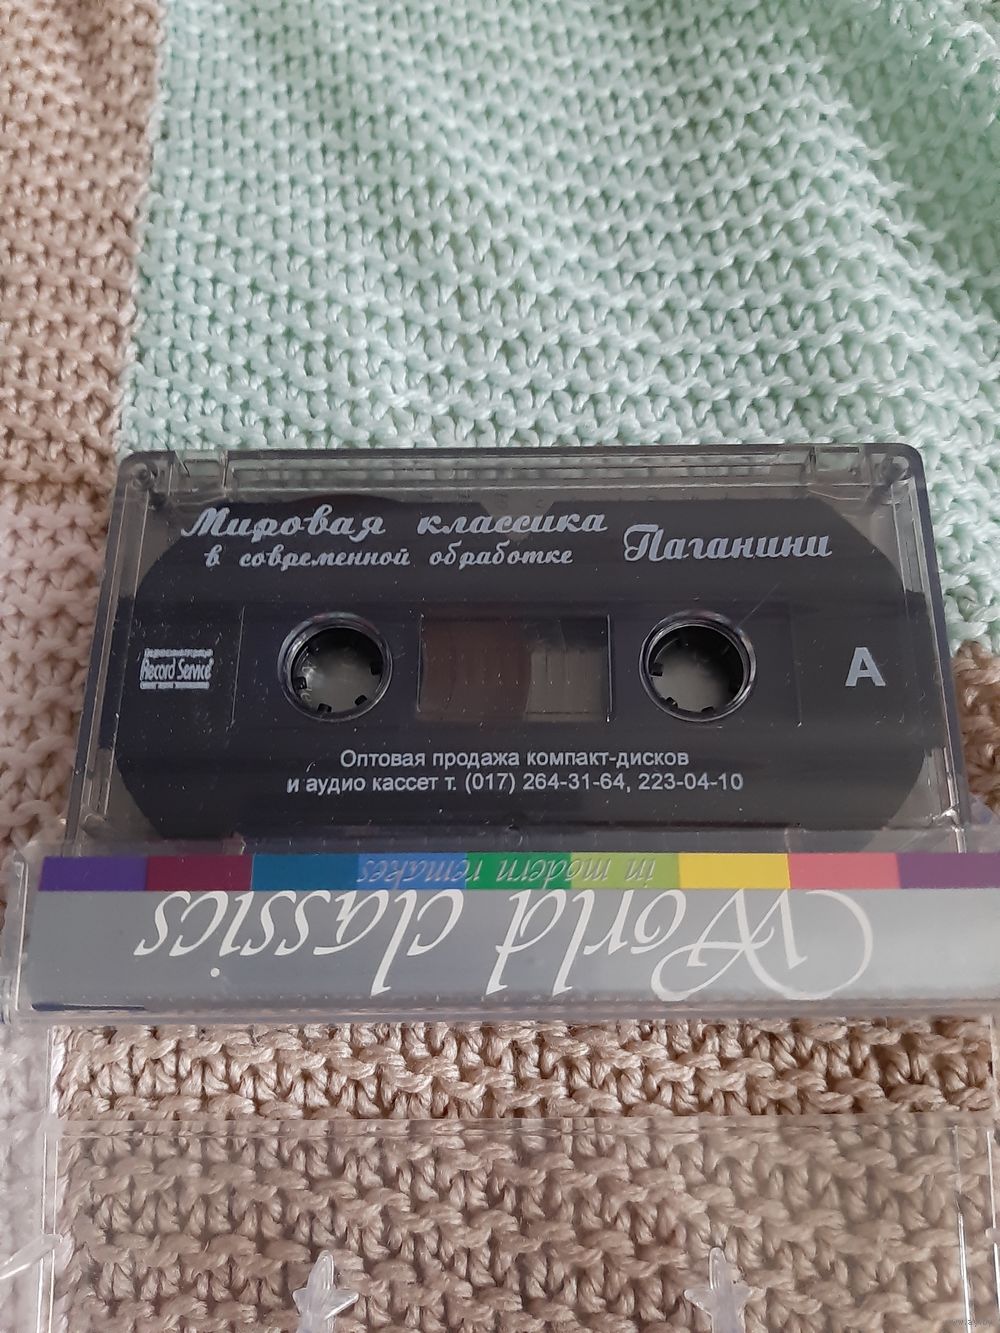 Мировая классика
в современной обработке
Паганини
Record Service
A
Оптовая продажа компакт-дисков
и аудио кассет т. (017) 264-31-64, 223-04-10
in modern remakes
World classics